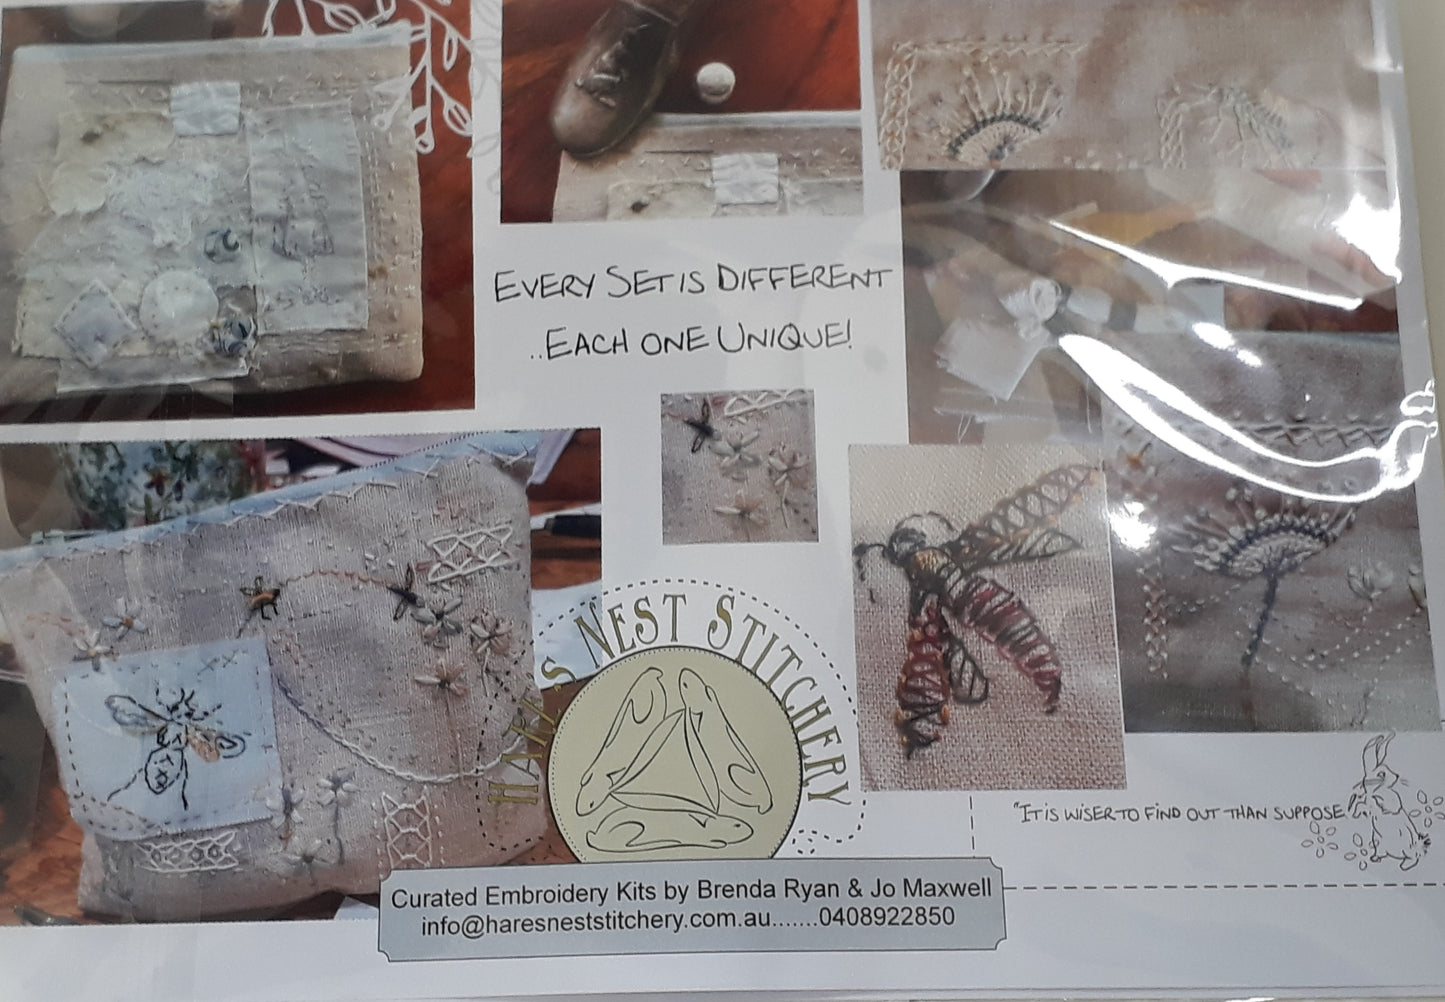 EVERY SET IS DIFFERENT
..EACH ONE UNIQUE!
HARE'S NEST STITCHERY
"IT IS WISER TO FIND OUT THAN SUPPOSE
Curated Embroidery Kits by Brenda Ryan & Jo Maxwell
info@haresneststitchery.com.au.......0408922850